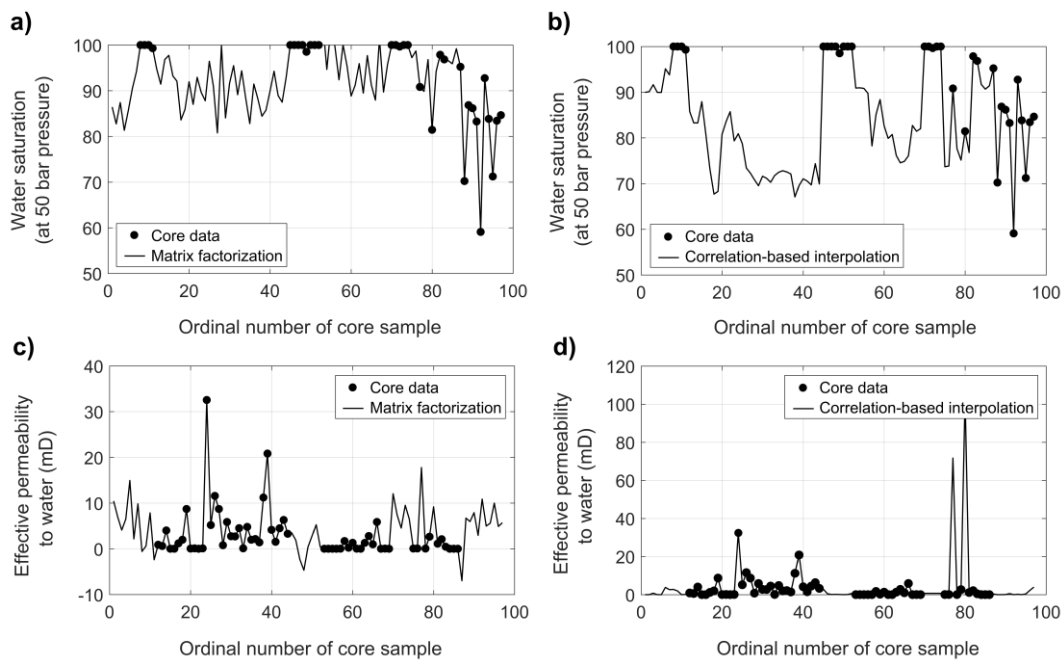 a)
Water saturation
(at 50 bar pressure)
100
90
80
70
60
50
Core data
Matrix factorization
0
20
40
60
80
100
Ordinal number of core sample
b)
Water saturation
(at 50 bar pressure)
100
90
80
70
60
50
Core data
Correlation-based interpolation
0
20
40
60
80
100
Ordinal number of core sample
c)
Effective permeability
to water (mD)
40
30
20
10
0
-10
Core data
Matrix factorization
0
20
40
60
80
100
Ordinal number of core sample
d)
Effective permeability
to water (mD)
120
100
80
60
40
20
0
Core data
Correlation-based interpolation
0
20
40
60
80
100
Ordinal number of core sample